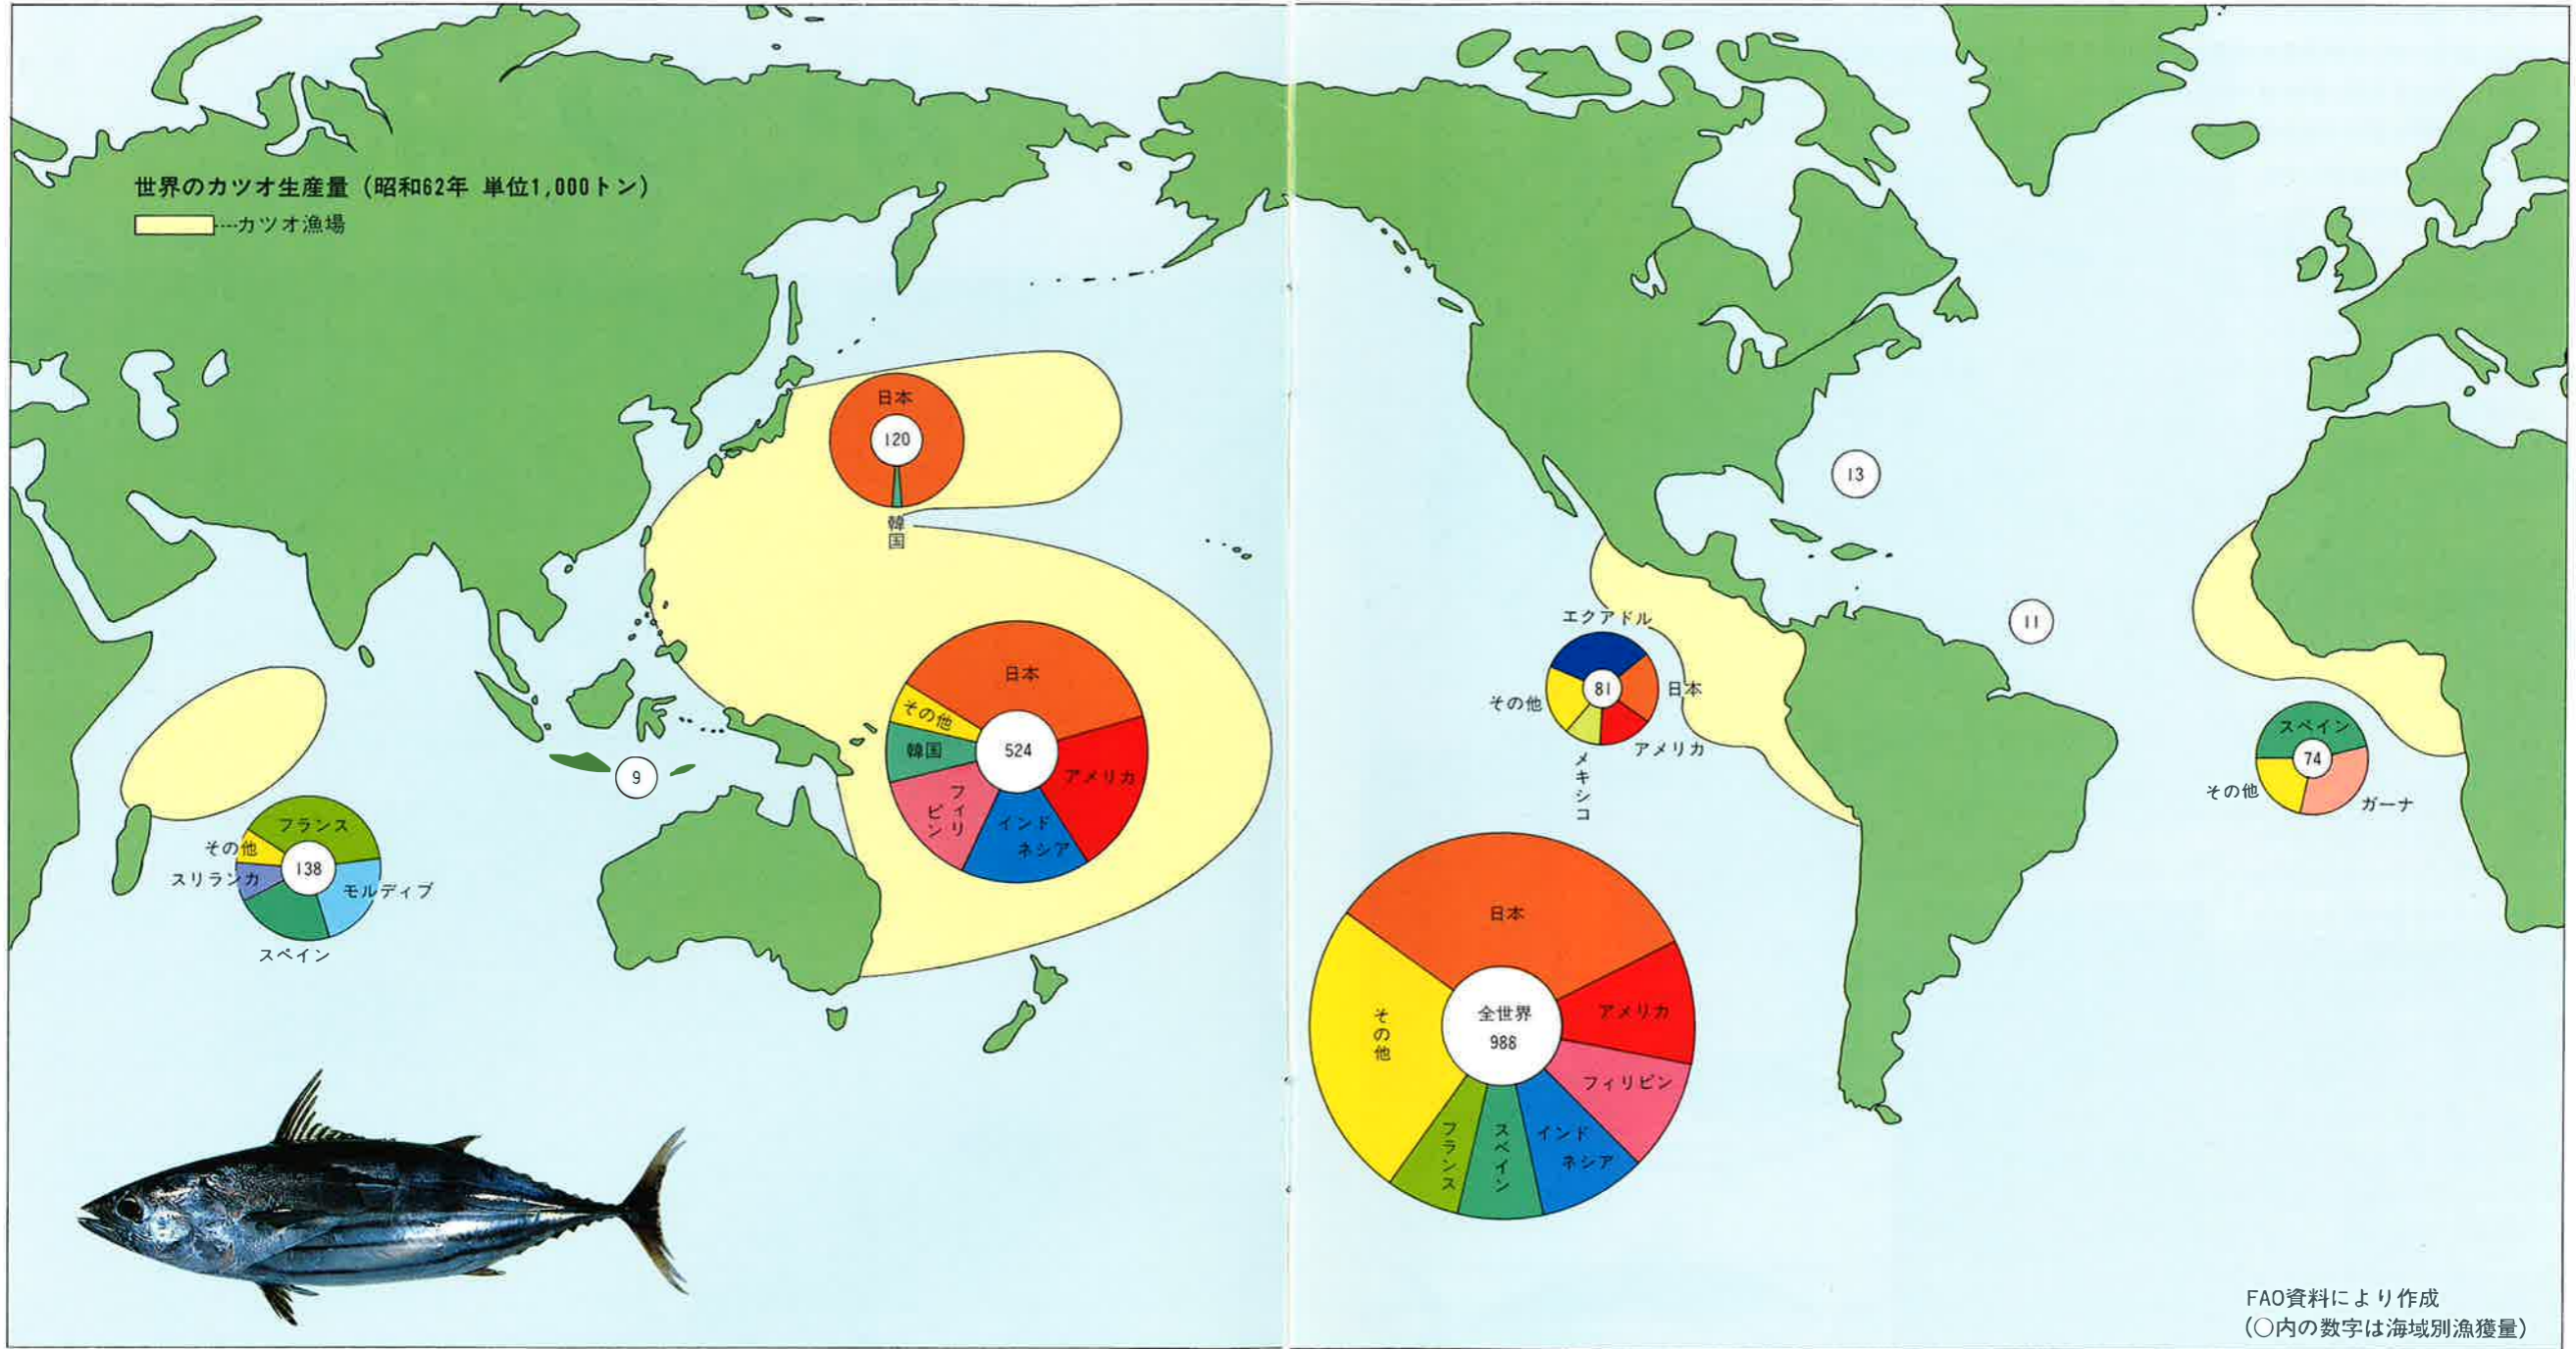 世界のカツオ生産量（昭和62年 単位1,000トン）
----カツオ漁場
日本
120
韓国
日本
その他
韓国
524
アメリカ
フィリピン
インド
ネシア
9
フランス
その他
138
スリランカ
モルディブ
スペイン
13
11
エクアドル
81
日本
その他
アメリカ
メキシコ
スペイン
74
その他
ガーナ
日本
アメリカ
その他
全世界
988
フィリピン
インド
ネシア
スペイン
フランス
FAO資料により作成
（○内の数字は海域別漁獲量）